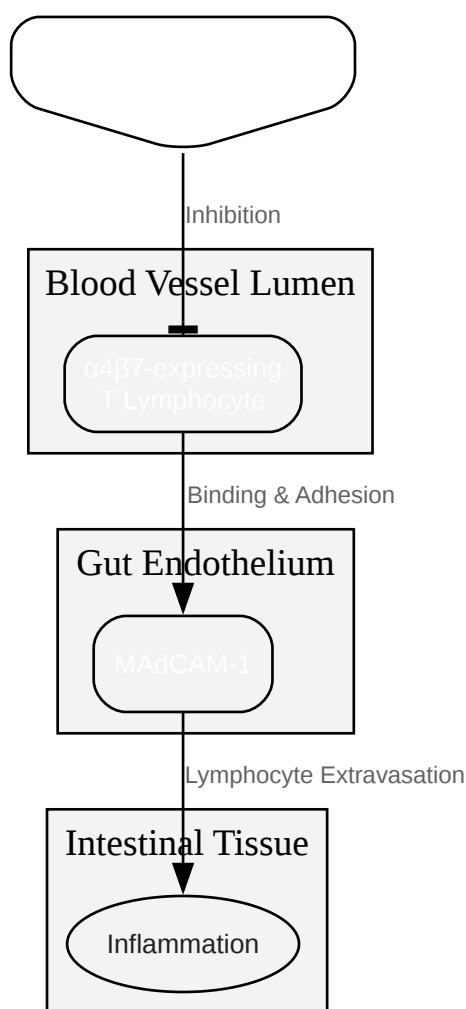 Inhibition
Blood Vessel Lumen
α4β7-expressing
T Lymphocyte
Binding & Adhesion
Gut Endothelium
MAdCAM-1
Lymphocyte Extravasation
Intestinal Tissue
Inflammation